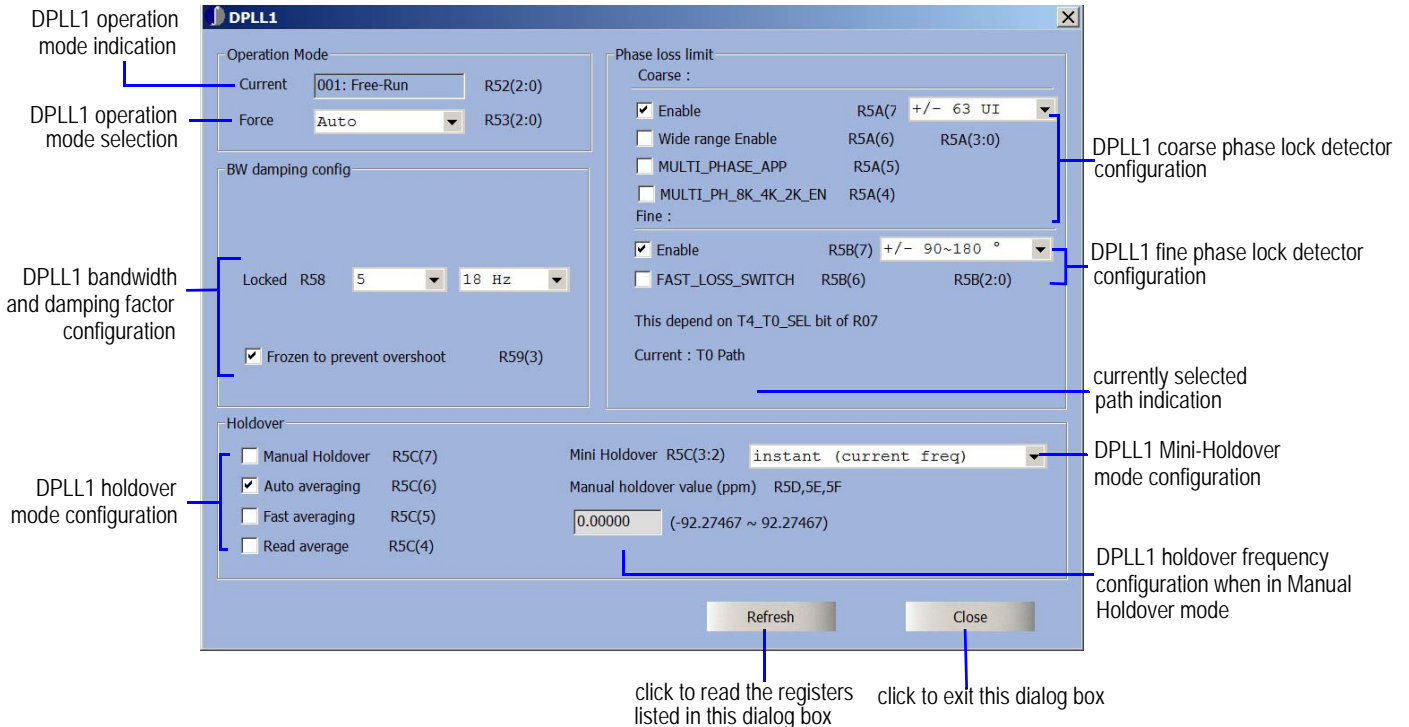 DPLL1 operation
mode indication
DPLL1 operation
mode selection
DPLL1 bandwidth
and damping factor
configuration
DPLL1 holdover
mode configuration
DPLL1
Operation Mode
Current 001: Free-Run R52(2:0)
Force Auto R53(2:0)
BW damping config
Locked R58 5 18 Hz
Frozen to prevent overshoot R59(3)
Phase loss limit
Coarse :
Enable R5A(7 +/- 63 UI
Wide range Enable R5A(6) R5A(3:0)
MULTI_PHASE_APP R5A(5)
MULTI_PH_8K_4K_2K_EN R5A(4)
Fine :
Enable R5B(7) +/- 90~180 °
FAST_LOSS_SWITCH R5B(6) R5B(2:0)
This depend on T4_T0_SEL bit of R07
Current : T0 Path
Holdover
Manual Holdover R5C(7)
Auto averaging R5C(6)
Fast averaging R5C(5)
Read average R5C(4)
Mini Holdover R5C(3:2) instant (current freq)
Manual holdover value (ppm) R5D,5E,5F
0.00000 (-92.27467 ~ 92.27467)
Refresh Close
DPLL1 coarse phase lock detector
configuration
DPLL1 fine phase lock detector
configuration
currently selected
path indication
DPLL1 Mini-Holdover
mode configuration
DPLL1 holdover frequency
configuration when in Manual
Holdover mode
click to read the registers
listed in this dialog box
click to exit this dialog box